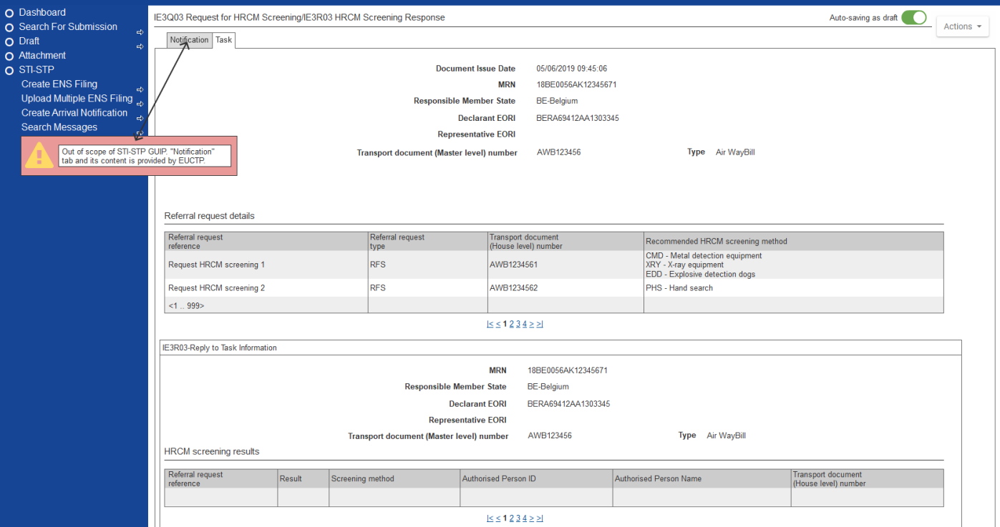 Dashboard
Search For Submission
Draft
Attachment
STI-STP
Create ENS Filing
Upload Multiple ENS Filing
Create Arrival Notification
Search Messages
Out of scope of STI-STP GUIP. "Notification"
tab and its content is provided by EUCTP.
IE3Q03 Request for HRCM Screening/IE3R03 HRCM Screening Response
Auto-saving as draft
Actions
Notification Task
Document Issue Date 05/06/2019 09:45:06
MRN 18BE0056AK12345671
Responsible Member State BE-Belgium
Declarant EORI BERA69412AA1303345
Representative EORI
Transport document (Master level) number AWB123456 Type Air WayBill
Referral request details
Referral request
reference
Referral request
type
Transport document
(House level) number
Recommended HRCM screening method
Request HRCM screening 1 RFS AWB1234561
CMD - Metal detection equipment
XRY - X-ray equipment
EDD - Explosive detection dogs
Request HRCM screening 2 RFS AWB1234562 PHS - Hand search
<1 .. 999>
|< < 1 2 3 4 > >|
IE3R03-Reply to Task Information
MRN 18BE0056AK12345671
Responsible Member State BE-Belgium
Declarant EORI BERA69412AA1303345
Representative EORI
Transport document (Master level) number AWB123456 Type Air WayBill
HRCM screening results
Referral request
reference
Result
Screening method
Authorised Person ID
Authorised Person Name
Transport document
(House level) number
|< < 1 2 3 4 > >|